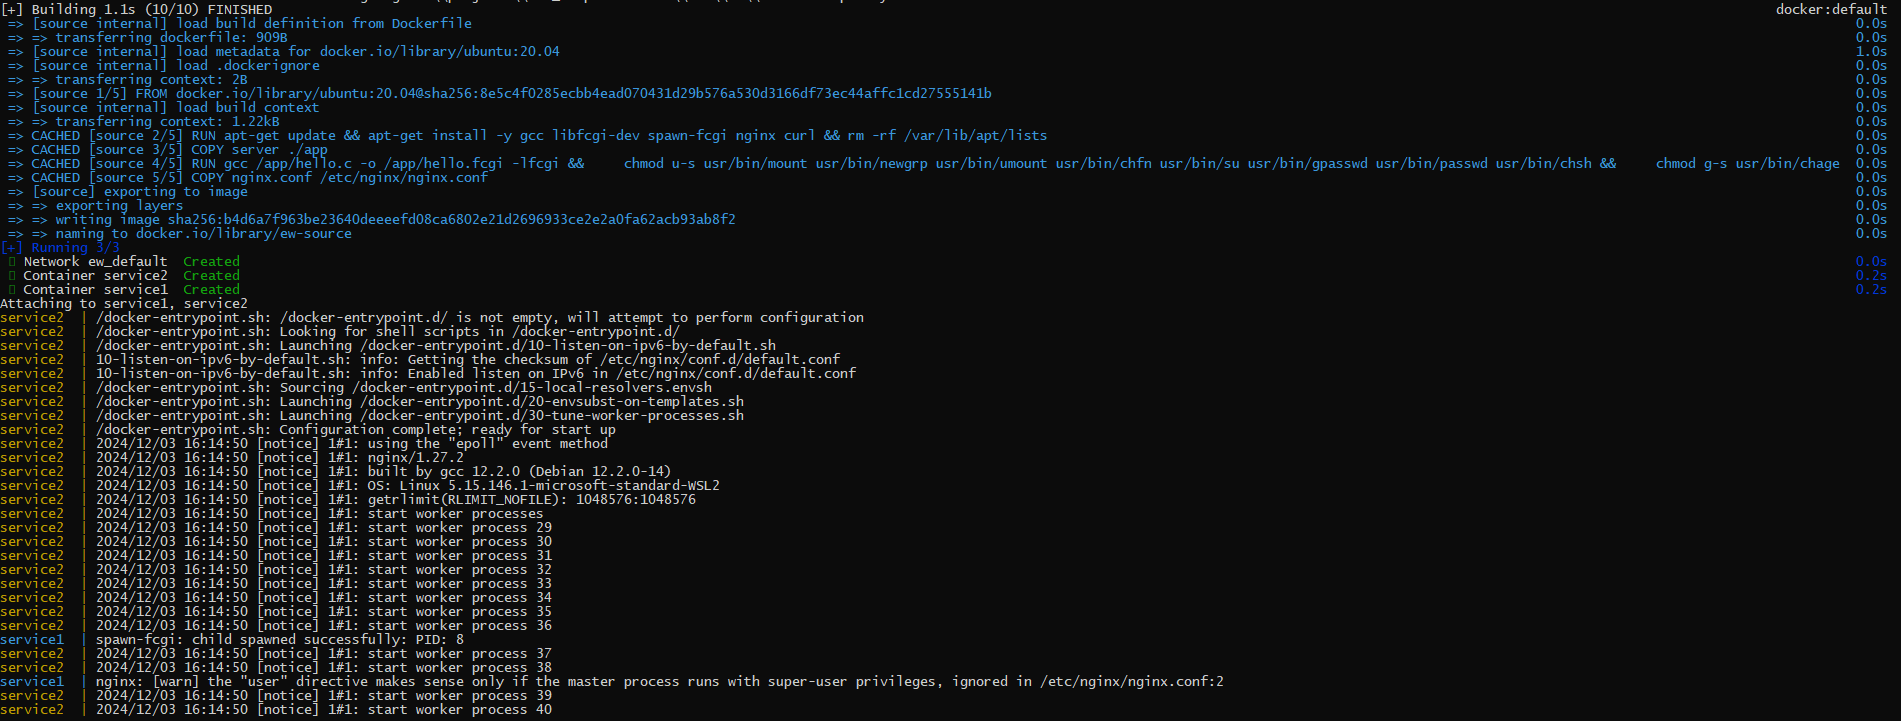 [+] Building 1.1s (10/10) FINISHED docker:default
=> [source internal] load build definition from Dockerfile 0.0s
=> => transferring dockerfile: 909B 0.0s
=> [source internal] load metadata for docker.io/library/ubuntu:20.04 1.0s
=> [source internal] load .dockerignore 0.0s
=> => transferring context: 2B 0.0s
=> [source 1/5] FROM docker.io/library/ubuntu:20.04@sha256:8e5c4f0285ecbb4ead070431d29b576a530d3166df73ec44affc1cd27555141b 0.0s
=> [source internal] load build context 0.0s
=> => transferring context: 1.22kB 0.0s
=> CACHED [source 2/5] RUN apt-get update && apt-get install -y gcc libfcgi-dev spawn-fcgi nginx curl && rm -rf /var/lib/apt/lists 0.0s
=> CACHED [source 3/5] COPY server ./app 0.0s
=> CACHED [source 4/5] RUN gcc /app/hello.c -o /app/hello.fcgi -lfcgi &&     chmod u-s usr/bin/mount usr/bin/newgrp usr/bin/umount usr/bin/chfn usr/bin/su usr/bin/gpasswd usr/bin/passwd usr/bin/chsh &&     chmod g-s usr/bin/chage 0.0s
=> CACHED [source 5/5] COPY nginx.conf /etc/nginx/nginx.conf 0.0s
=> [source] exporting to image 0.0s
=> => exporting layers 0.0s
=> => writing image sha256:b4d6a7f963be23640deeeefd08ca6802e21d2696933ce2e2a0fa62acb93ab8f2 0.0s
=> => naming to docker.io/library/ew-source 0.0s
[+] Running 3/3
Network ew_default  Created 0.0s
Container service2  Created 0.2s
Container service1  Created 0.2s
Attaching to service1, service2
service2  | /docker-entrypoint.sh: /docker-entrypoint.d/ is not empty, will attempt to perform configuration
service2  | /docker-entrypoint.sh: Looking for shell scripts in /docker-entrypoint.d/
service2  | /docker-entrypoint.sh: Launching /docker-entrypoint.d/10-listen-on-ipv6-by-default.sh
service2  | 10-listen-on-ipv6-by-default.sh: info: Getting the checksum of /etc/nginx/conf.d/default.conf
service2  | 10-listen-on-ipv6-by-default.sh: info: Enabled listen on IPv6 in /etc/nginx/conf.d/default.conf
service2  | /docker-entrypoint.sh: Sourcing /docker-entrypoint.d/15-local-resolvers.envsh
service2  | /docker-entrypoint.sh: Launching /docker-entrypoint.d/20-envsubst-on-templates.sh
service2  | /docker-entrypoint.sh: Launching /docker-entrypoint.d/30-tune-worker-processes.sh
service2  | /docker-entrypoint.sh: Configuration complete; ready for start up
service2  | 2024/12/03 16:14:50 [notice] 1#1: using the "epoll" event method
service2  | 2024/12/03 16:14:50 [notice] 1#1: nginx/1.27.2
service2  | 2024/12/03 16:14:50 [notice] 1#1: built by gcc 12.2.0 (Debian 12.2.0-14)
service2  | 2024/12/03 16:14:50 [notice] 1#1: OS: Linux 5.15.146.1-microsoft-standard-WSL2
service2  | 2024/12/03 16:14:50 [notice] 1#1: getrlimit(RLIMIT_NOFILE): 1048576:1048576
service2  | 2024/12/03 16:14:50 [notice] 1#1: start worker processes
service2  | 2024/12/03 16:14:50 [notice] 1#1: start worker process 29
service2  | 2024/12/03 16:14:50 [notice] 1#1: start worker process 30
service2  | 2024/12/03 16:14:50 [notice] 1#1: start worker process 31
service2  | 2024/12/03 16:14:50 [notice] 1#1: start worker process 32
service2  | 2024/12/03 16:14:50 [notice] 1#1: start worker process 33
service2  | 2024/12/03 16:14:50 [notice] 1#1: start worker process 34
service2  | 2024/12/03 16:14:50 [notice] 1#1: start worker process 35
service2  | 2024/12/03 16:14:50 [notice] 1#1: start worker process 36
service1  | spawn-fcgi: child spawned successfully: PID: 8
service2  | 2024/12/03 16:14:50 [notice] 1#1: start worker process 37
service2  | 2024/12/03 16:14:50 [notice] 1#1: start worker process 38
service1  | nginx: [warn] the "user" directive makes sense only if the master process runs with super-user privileges, ignored in /etc/nginx/nginx.conf:2
service2  | 2024/12/03 16:14:50 [notice] 1#1: start worker process 39
service2  | 2024/12/03 16:14:50 [notice] 1#1: start worker process 40